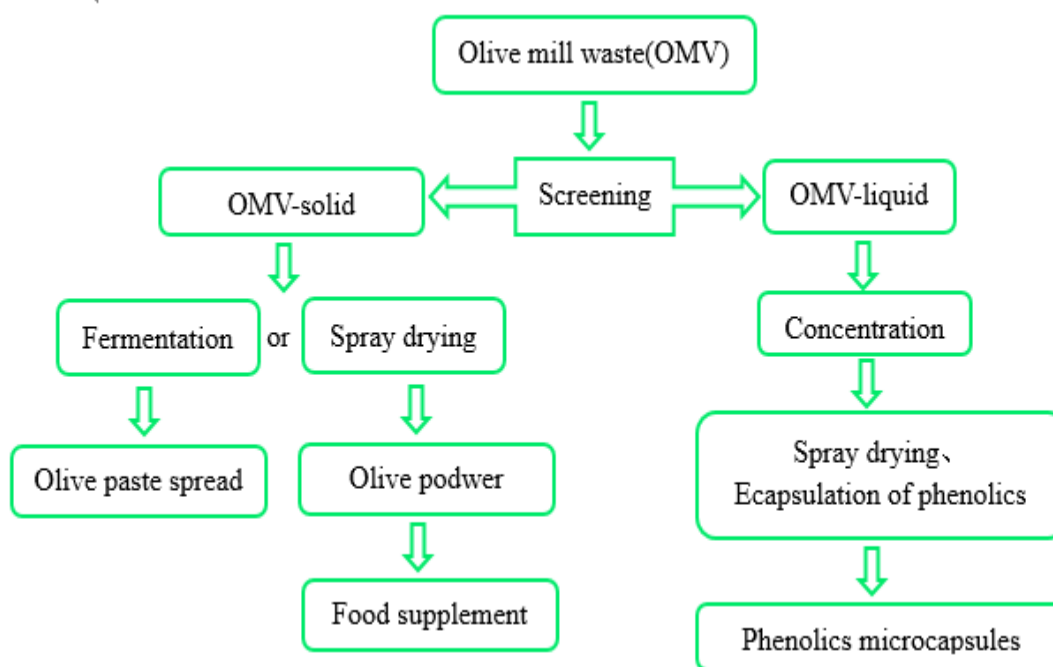 Olive mill waste(OMV)
OMV-solid
Screening
OMV-liquid
Fermentation
or
Spray drying
Concentration
Olive paste spread
Olive podwer
Spray drying、
Ecapsulation of phenolics
Food supplement
Phenolics microcapsules